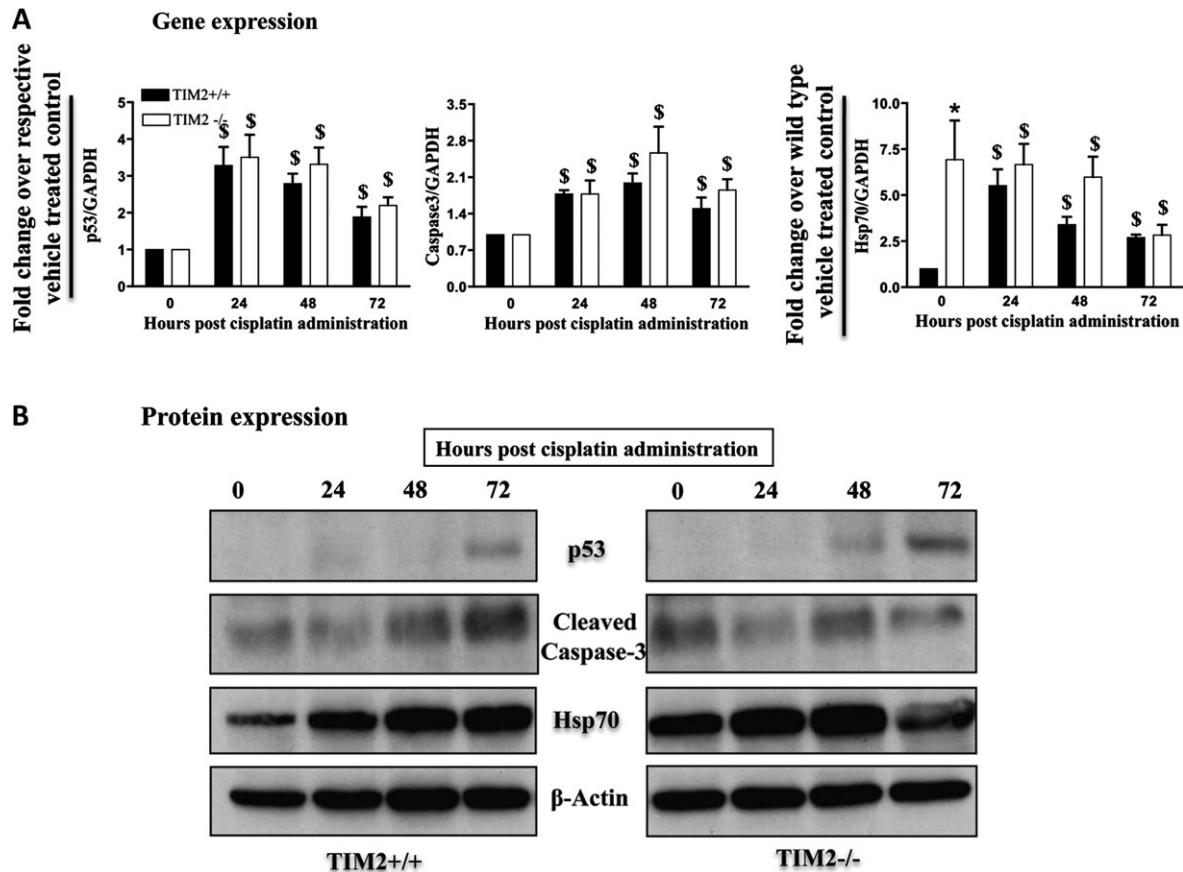 A
Gene expression
Fold change over respective
vehicle treated control
p53/GAPDH
5
4
3
2
1
0
TIM2+/+
TIM2 -/-
$ $
$ $
$ $
0 24 48 72
Hours post cisplatin administration
Caspase3/GAPDH
3.5
2.8
2.1
1.4
0.7
0.0
$ $
$ $
$ $
0 24 48 72
Hours post cisplatin administration
Fold change over wild type
vehicle treated control
Hsp70/GAPDH
10.0
7.5
5.0
2.5
0.0
*
$ $
$ $
$ $
0 24 48 72
Hours post cisplatin administration
B
Protein expression
Hours post cisplatin administration
0 24 48 72 0 24 48 72
p53
Cleaved
Caspase-3
Hsp70
β-Actin
TIM2+/+ TIM2-/-